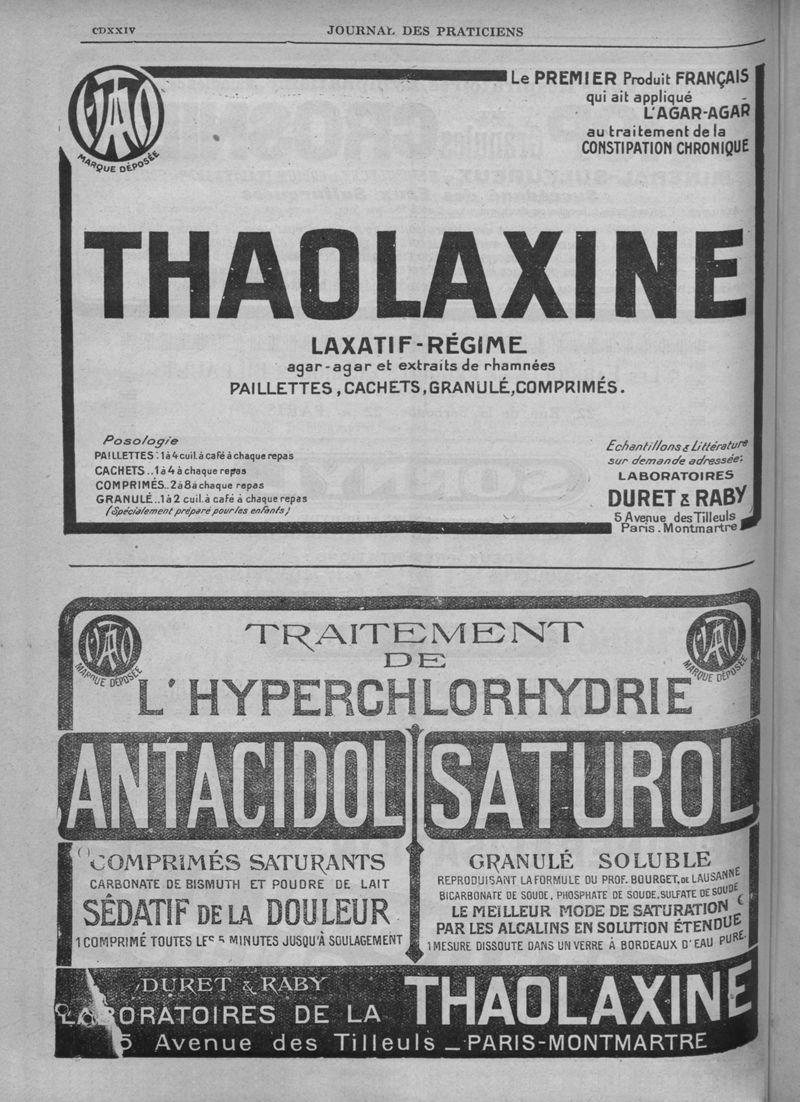 CDXXIV
JOURNAL DES PRATICIENS
MARQUE DÉPOSÉE
Le PREMIER Produit FRANÇAIS
qui ait appliqué
L'AGAR-AGAR
au traitement de la
CONSTIPATION CHRONIQUE
THAOLAXINE
LAXATIF-RÉGIME
agar-agar et extraits de rhamnées
PAILLETTES, CACHETS, GRANULÉ, COMPRIMÉS.
Posologie
PAILLETTES: 1 à 4 cuil. à café à chaque repas
CACHETS.. 1 à 4 à chaque repas
COMPRIMÉS.. 2 à 8 à chaque repas
GRANULÉ.. 1 à 2 cuil. à café à chaque repas
(Spécialement préparé pour les enfants)
Echantillons & Littérature
sur demande adressée:
LABORATOIRES
DURET & RABY
5 Avenue des Tilleuls
Paris. Montmartre
MARQUE DÉPOSÉE
MARQUE DÉPOSÉE
TRAITEMENT
DE
L'HYPERCHLORHYDRIE
ANTACIDOL
COMPRIMÉS SATURANTS
CARBONATE DE BISMUTH ET POUDRE DE LAIT
SÉDATIF DE LA DOULEUR
1 COMPRIMÉ TOUTES LES 5 MINUTES JUSQU'À SOULAGEMENT
SATUROL
GRANULÉ SOLUBLE
REPRODUISANT LA FORMULE DU PROF. BOURGET, DE LAUSANNE
BICARBONATE DE SOUDE, PHOSPHATE DE SOUDE, SULFATE DE SOUDE
LE MEILLEUR MODE DE SATURATION
PAR LES ALCALINS EN SOLUTION ÉTENDUE
1 MESURE DISSOUTE DANS UN VERRE À BORDEAUX D'EAU PURE.
DURET & RABY
LABORATOIRES DE LA THAOLAXINE
5 Avenue des Tilleuls _ PARIS-MONTMARTRE